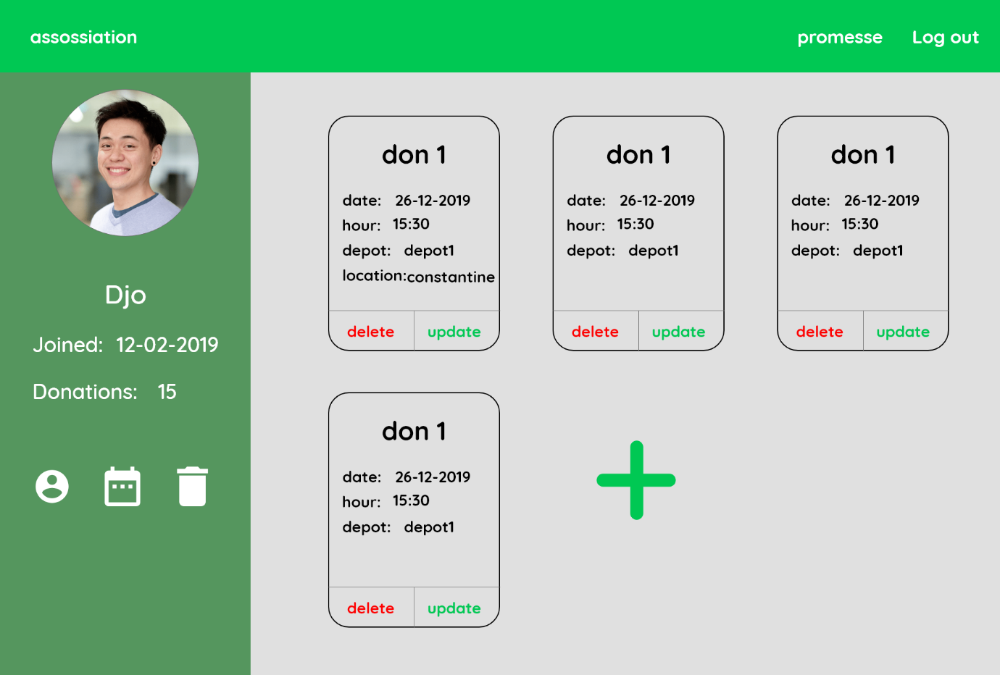 assossiation
promesse
Log out
Djo
Joined: 12-02-2019
Donations: 15
don 1
date: 26-12-2019
hour: 15:30
depot: depot1
location:constantine
delete
update
don 1
date: 26-12-2019
hour: 15:30
depot: depot1
delete
update
don 1
date: 26-12-2019
hour: 15:30
depot: depot1
delete
update
don 1
date: 26-12-2019
hour: 15:30
depot: depot1
delete
update